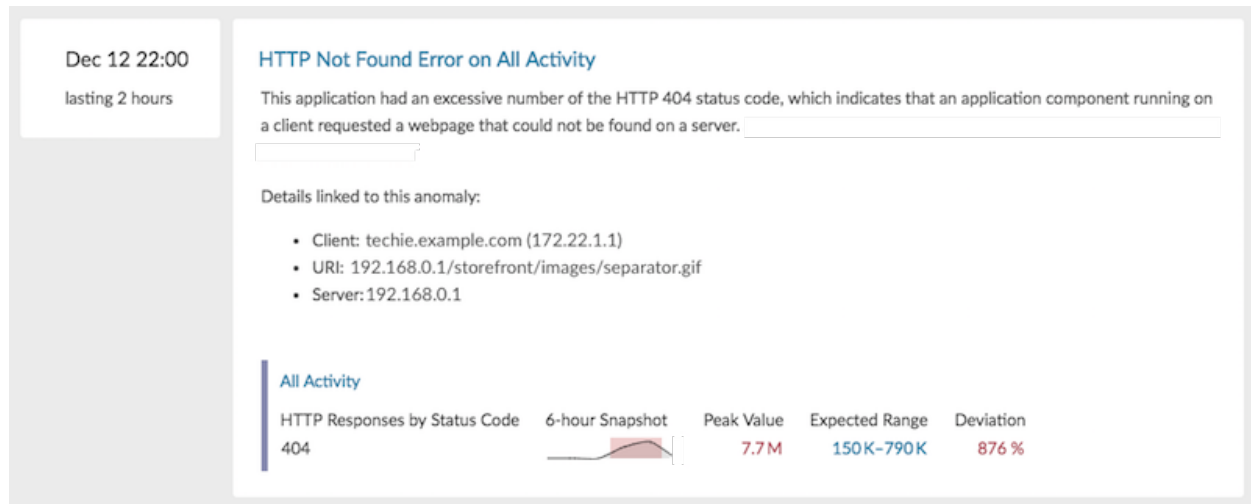 Dec 12 22:00
lasting 2 hours
HTTP Not Found Error on All Activity
This application had an excessive number of the HTTP 404 status code, which indicates that an application component running on
a client requested a webpage that could not be found on a server.
Details linked to this anomaly:
• Client: techie.example.com (172.22.1.1)
• URI: 192.168.0.1/storefront/images/separator.gif
• Server:192.168.0.1
All Activity
HTTP Responses by Status Code 6-hour Snapshot Peak Value Expected Range Deviation
404 7.7 M 150 K–790 K 876 %